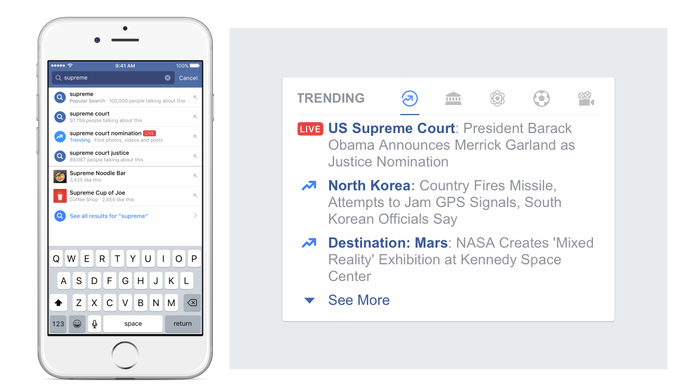 9:41 AM
100%
supreme
Cancel
supreme
Popular Search · 100,000 people talking about this
supreme court
97,759 people talking about this
supreme court nomination LIVE
Trending · Find photos, videos and posts
supreme court justice
89,067 people talking about this
Supreme Noodle Bar
3,425 like this
Supreme Cup of Joe
Coffee Shop · 2,655 like this
See all results for "supreme"
Q W E R T Y U I O P
A S D F G H J K L
Z X C V B N M
123 space return
TRENDING
LIVE US Supreme Court: President Barack
Obama Announces Merrick Garland as
Justice Nomination
North Korea: Country Fires Missile,
Attempts to Jam GPS Signals, South
Korean Officials Say
Destination: Mars: NASA Creates 'Mixed
Reality' Exhibition at Kennedy Space
Center
See More